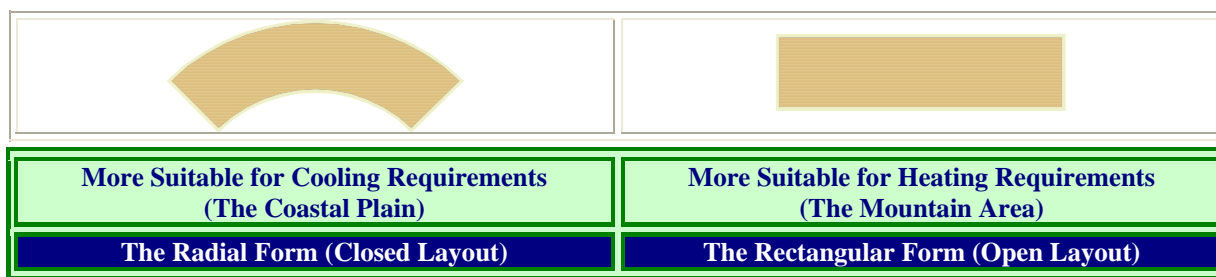 More Suitable for Cooling Requirements
(The Coastal Plain)
More Suitable for Heating Requirements
(The Mountain Area)
The Radial Form (Closed Layout)
The Rectangular Form (Open Layout)